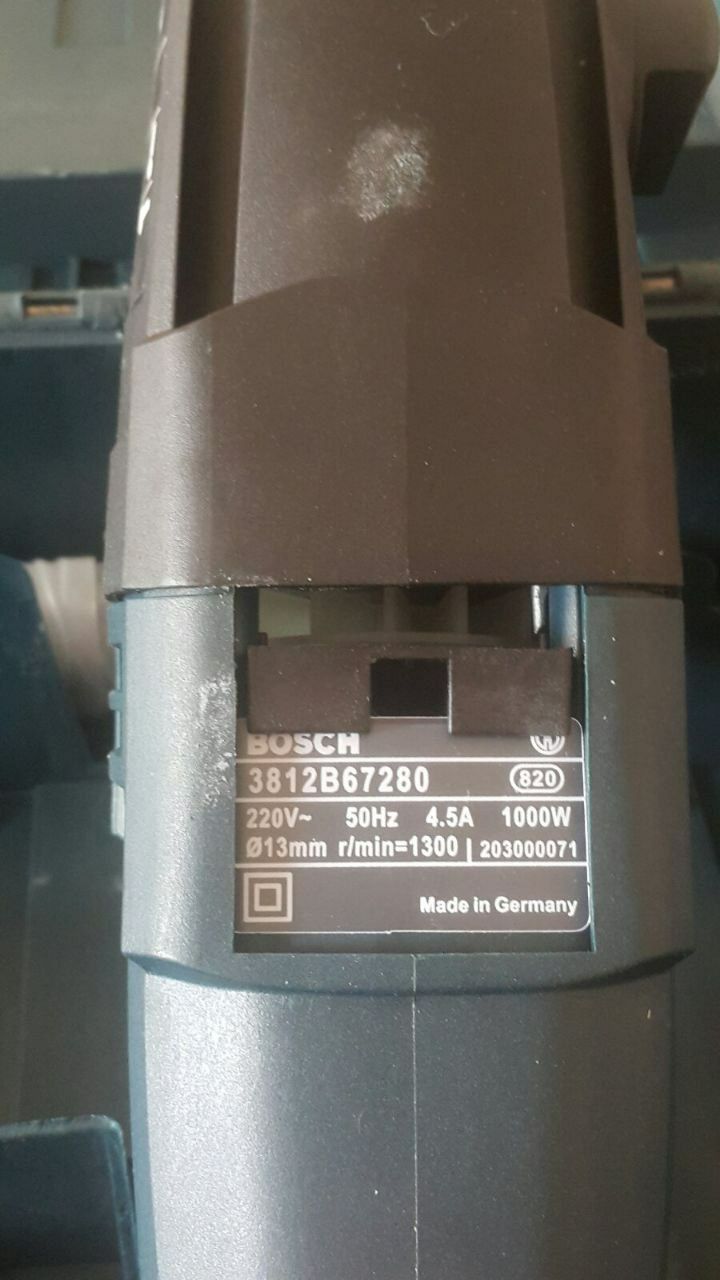 BOSCH
3812B67280 820
220V~ 50Hz 4.5A 1000W
Ø13mm r/min=1300 | 203000071
Made in Germany